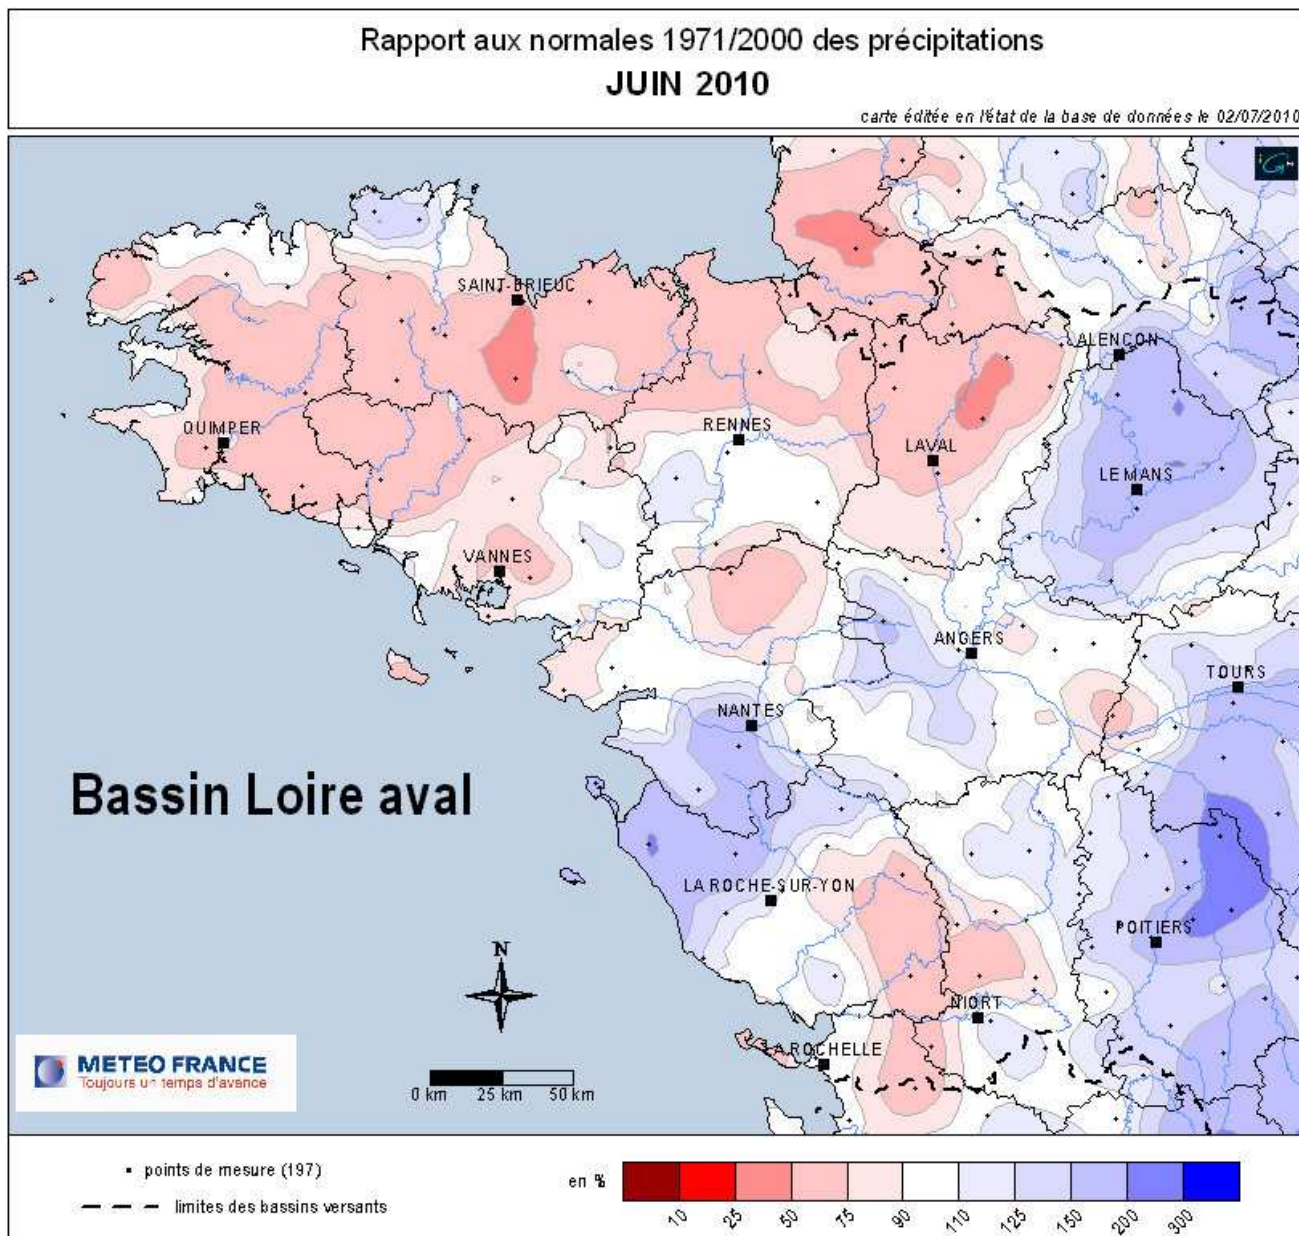 Rapport aux normales 1971/2000 des précipitations
JUIN 2010
carte éditée en l'état de la base de données le 02/07/2010
SAINT-BRIEUC
ALENCON
QUIMPER
RENNES
LAVAL
LE MANS
VANNES
ANGERS
TOURS
NANTES
Bassin Loire aval
LA ROCHE-SUR-YON
POITIERS
N
NIORT
METEO FRANCE
Toujours un temps d'avance
LA ROCHELLE
0 km 25 km 50 km
points de mesure (197)
limites des bassins versants
en %
10 25 50 75 90 110 125 150 200 300